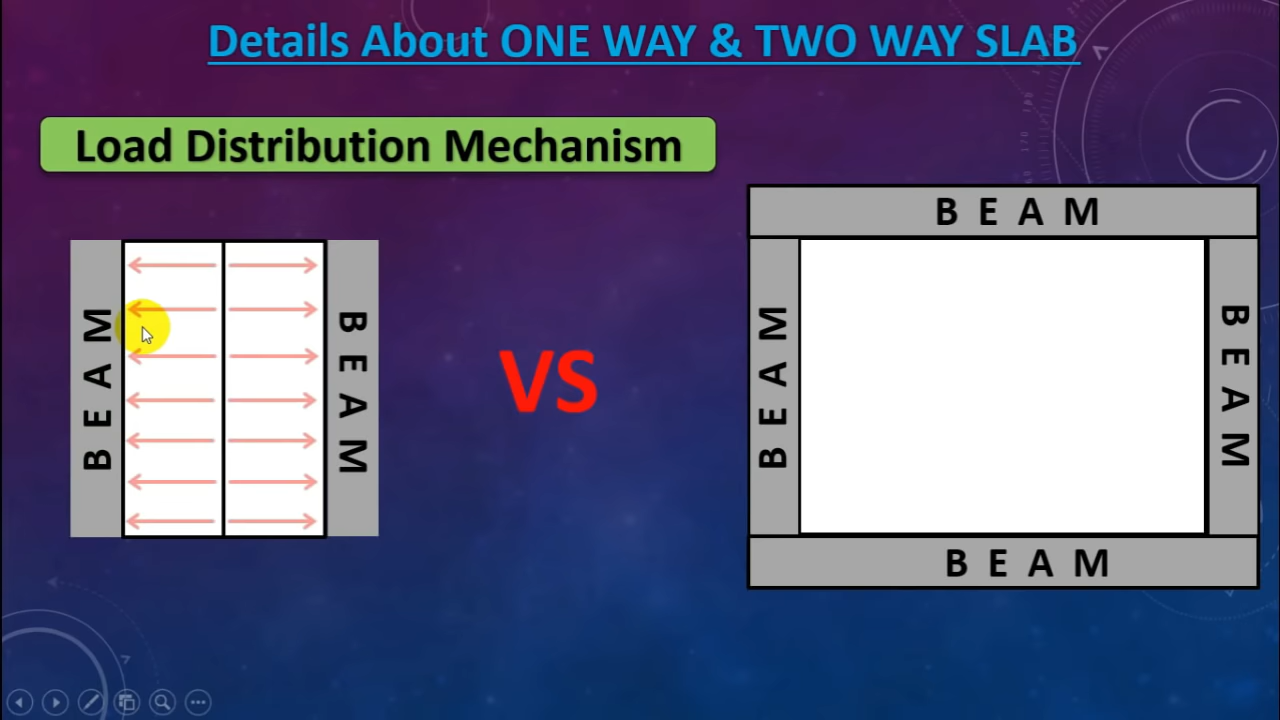 Details About ONE WAY & TWO WAY SLAB
Load Distribution Mechanism
BEAM
BEAM
VS
BEAM
BEAM
BEAM
BEAM